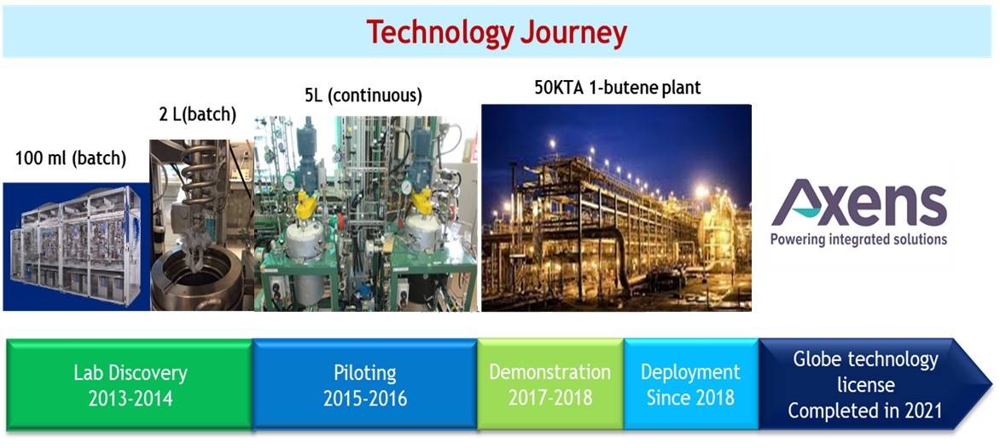 Technology Journey
100 ml (batch)
2 L(batch)
5L (continuous)
50KTA 1-butene plant
Axens
Powering integrated solutions
Lab Discovery
2013-2014
Piloting
2015-2016
Demonstration
2017-2018
Deployment
Since 2018
Globe technology
license
Completed in 2021